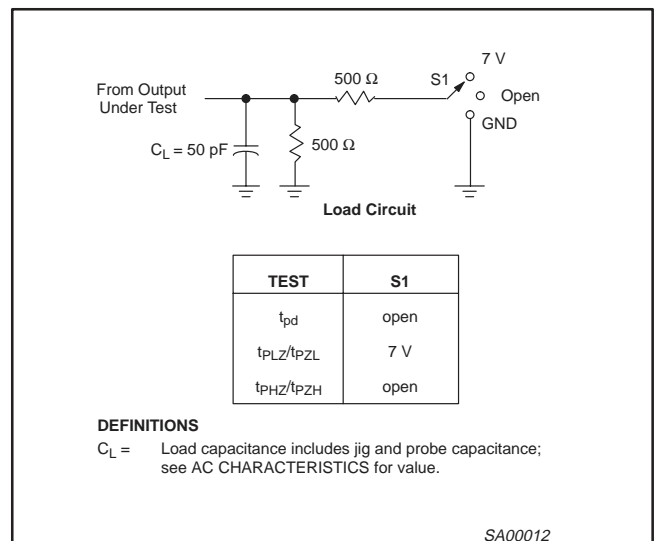 7 V
500 Ω
S1
From Output
Under Test
Open
GND
C_L = 50 pF
500 Ω
Load Circuit
TEST S1
t_pd open
t_PLZ/t_PZL 7 V
t_PHZ/t_PZH open
DEFINITIONS
C_L = Load capacitance includes jig and probe capacitance;
see AC CHARACTERISTICS for value.
SA00012